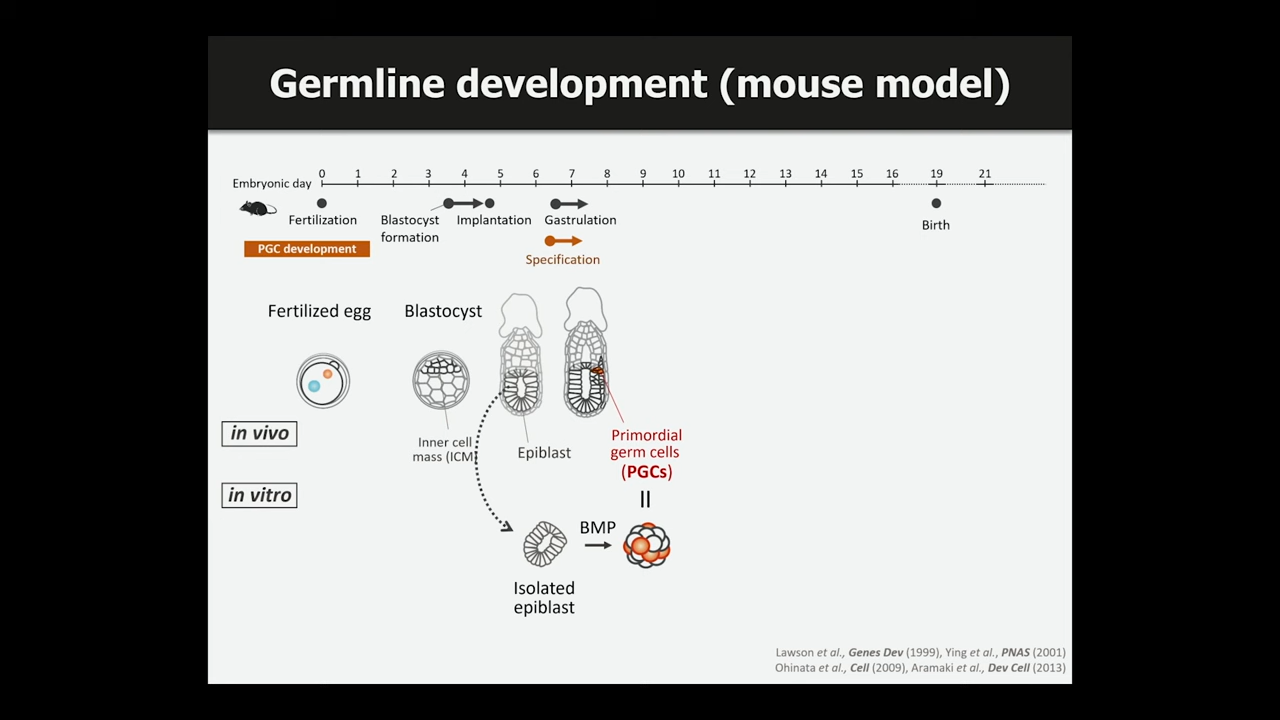 Germline development (mouse model)
Embryonic day
0 1 2 3 4 5 6 7 8 9 10 11 12 13 14 15 16 19 21
Fertilization
Blastocyst
formation
Implantation
Gastrulation
Birth
PGC development
Specification
Fertilized egg
Blastocyst
in vivo
Inner cell
mass (ICM)
Epiblast
Primordial
germ cells
(PGCs)
in vitro
BMP
Isolated
epiblast
Lawson et al., Genes Dev (1999), Ying et al., PNAS (2001)
Ohinata et al., Cell (2009), Aramaki et al., Dev Cell (2013)